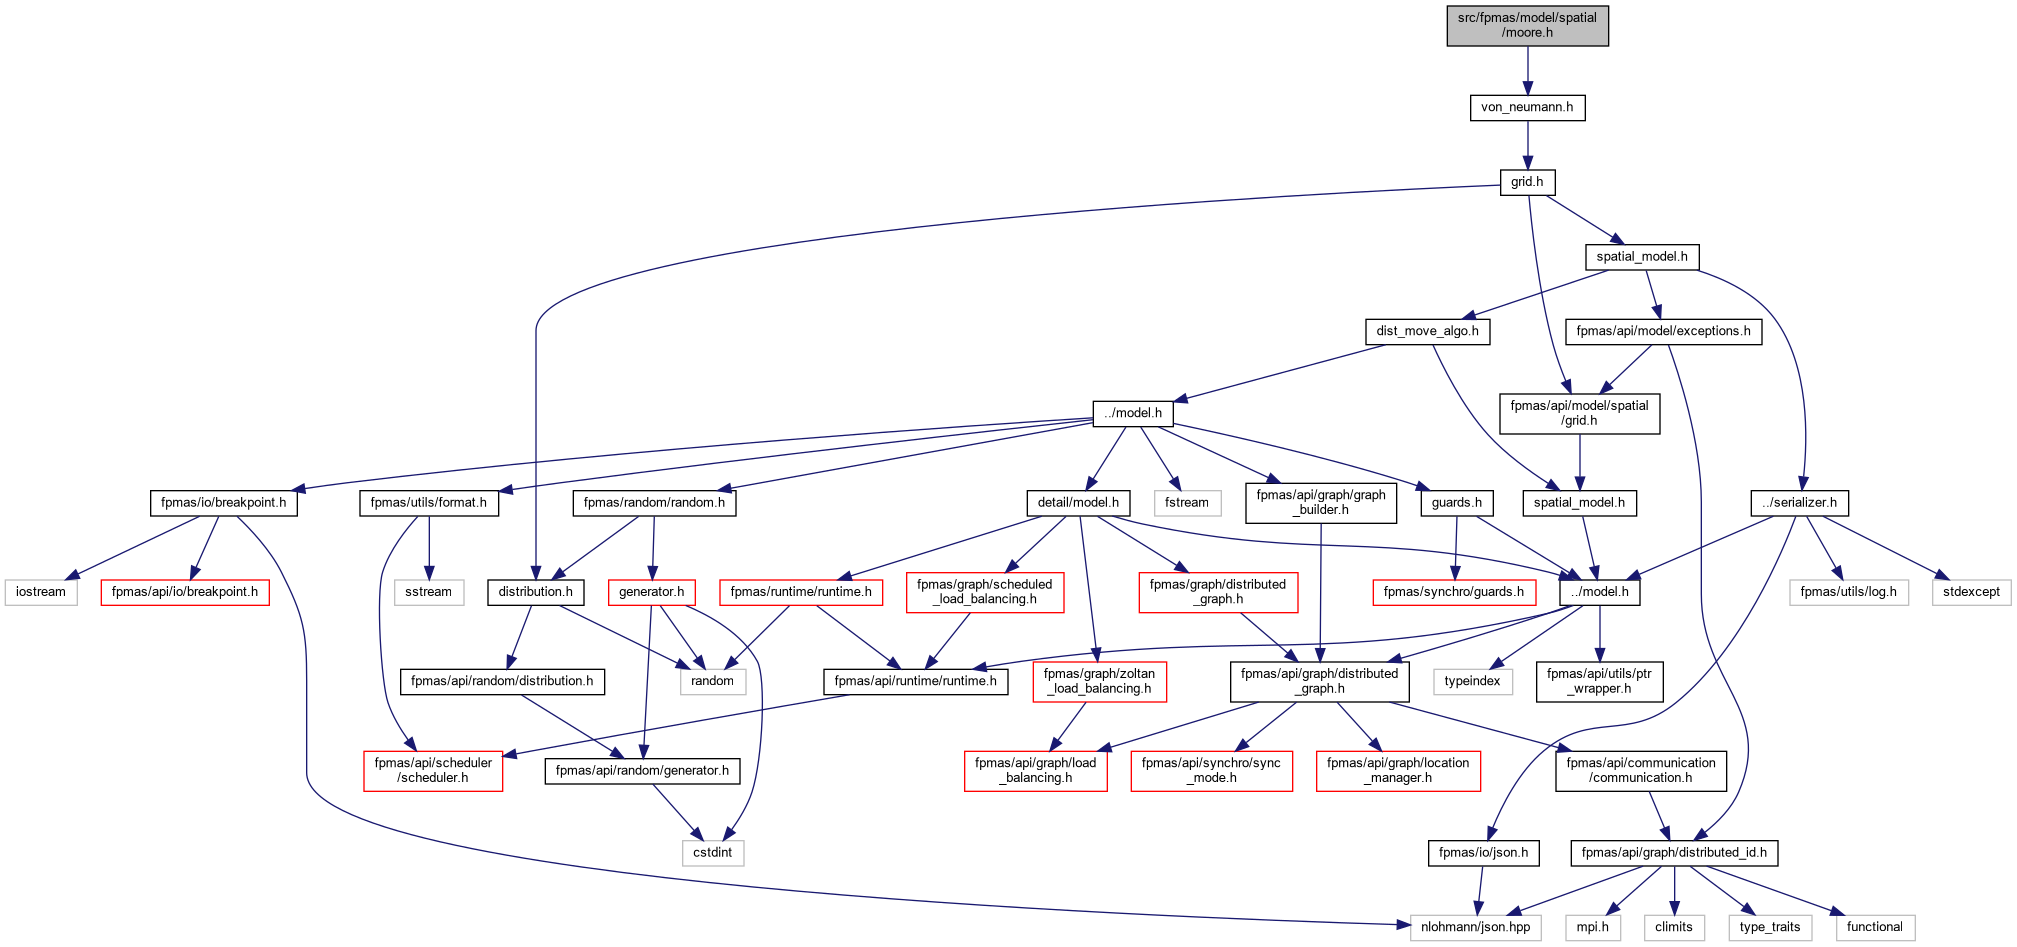 src/fpmas/model/spatial
/moore.h
von_neumann.h
grid.h
spatial_model.h
dist_move_algo.h
fpmas/api/model/exceptions.h
../model.h
fpmas/api/model/spatial
/grid.h
fpmas/io/breakpoint.h
fpmas/utils/format.h
fpmas/random/random.h
detail/model.h
fstream
fpmas/api/graph/graph
_builder.h
guards.h
spatial_model.h
../serializer.h
iostream
fpmas/api/io/breakpoint.h
sstream
distribution.h
generator.h
fpmas/runtime/runtime.h
fpmas/graph/scheduled
_load_balancing.h
fpmas/graph/distributed
_graph.h
fpmas/synchro/guards.h
../model.h
fpmas/utils/log.h
stdexcept
fpmas/api/random/distribution.h
random
fpmas/api/runtime/runtime.h
fpmas/graph/zoltan
_load_balancing.h
fpmas/api/graph/distributed
_graph.h
typeindex
fpmas/api/utils/ptr
_wrapper.h
fpmas/api/scheduler
/scheduler.h
fpmas/api/random/generator.h
fpmas/api/graph/load
_balancing.h
fpmas/api/synchro/sync
_mode.h
fpmas/api/graph/location
_manager.h
fpmas/api/communication
/communication.h
cstdint
fpmas/io/json.h
fpmas/api/graph/distributed_id.h
nlohmann/json.hpp
mpi.h
climits
type_traits
functional